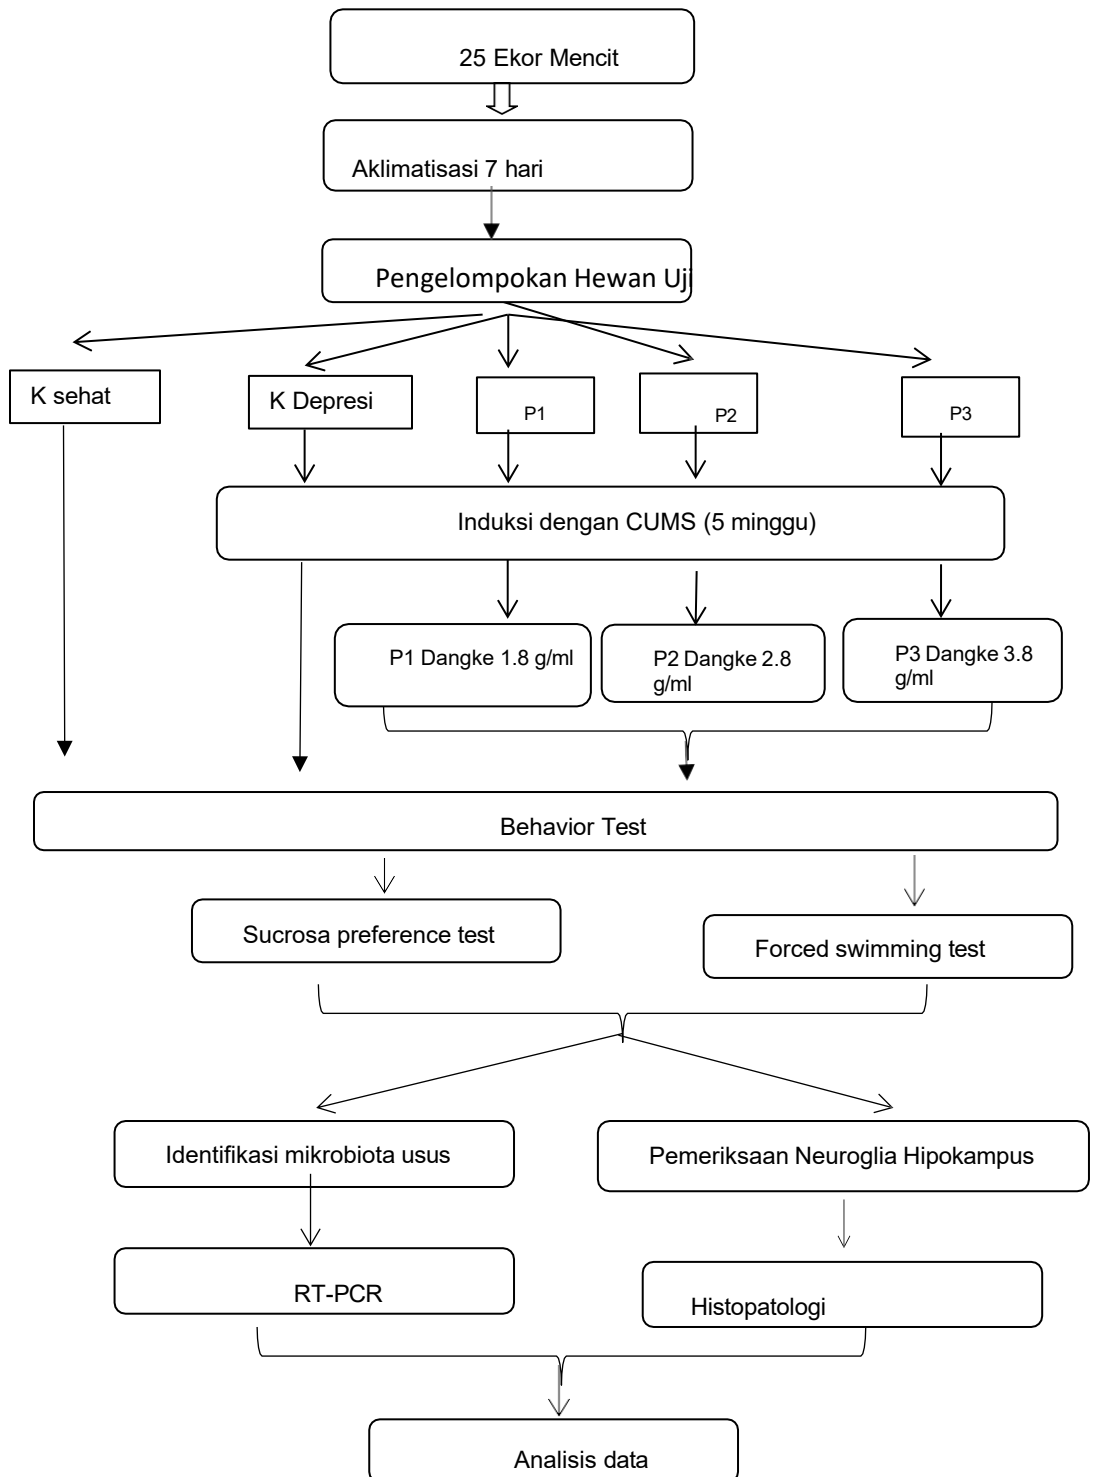 25 Ekor Mencit
Aklimatisasi 7 hari
Pengelompokan Hewan Uji
K sehat
K Depresi
P1
P2
P3
Induksi dengan CUMS (5 minggu)
P1 Dangke 1.8 g/ml
P2 Dangke 2.8
g/ml
P3 Dangke 3.8
g/ml
Behavior Test
Sucrosa preference test
Forced swimming test
Identifikasi mikrobiota usus
Pemeriksaan Neuroglia Hipokampus
RT-PCR
Histopatologi
Analisis data